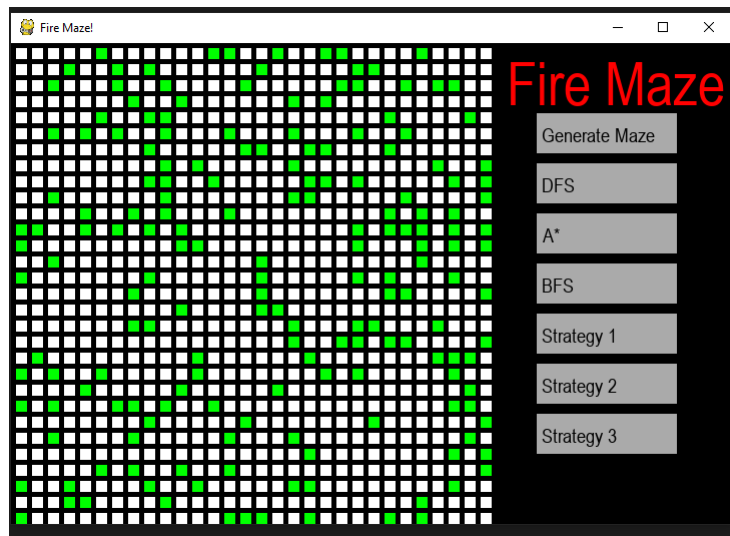 Fire Maze!
Fire Maze
Generate Maze
DFS
A*
BFS
Strategy 1
Strategy 2
Strategy 3